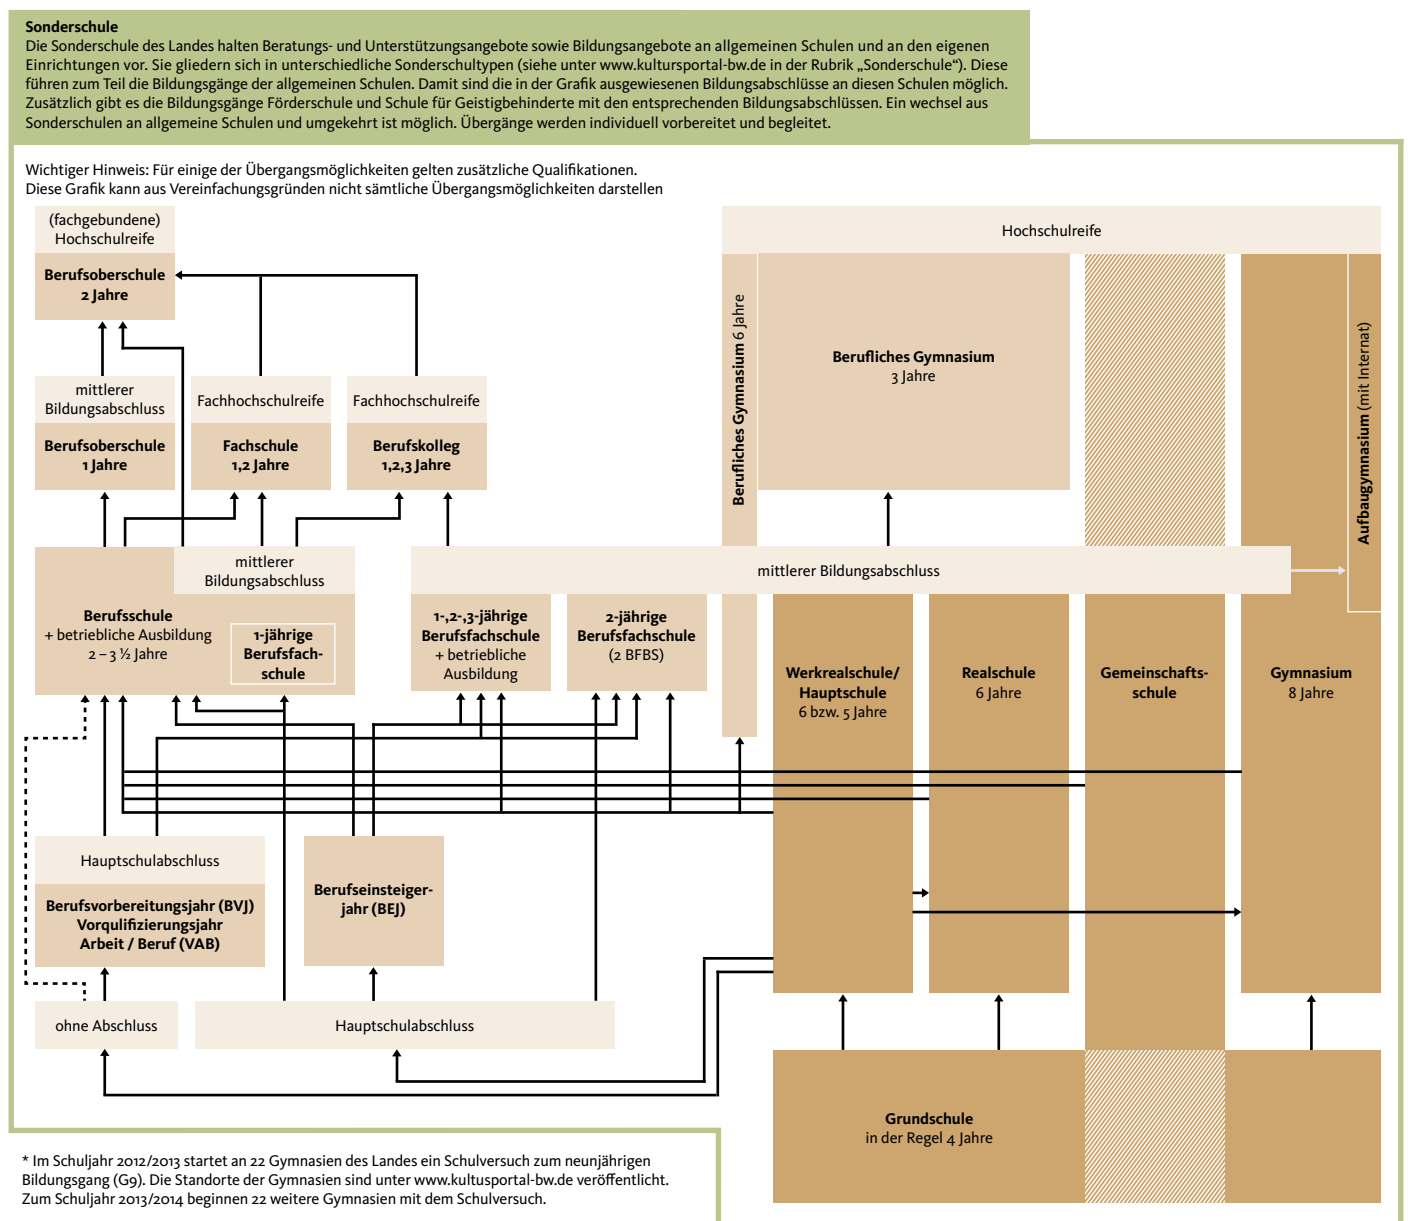 Sonderschule
Die Sonderschule des Landes halten Beratungs- und Unterstützungsangebote sowie Bildungsangebote an allgemeinen Schulen und an den eigenen
Einrichtungen vor. Sie gliedern sich in unterschiedliche Sonderschultypen (siehe unter www.kultursportal-bw.de in der Rubrik „Sonderschule“). Diese
führen zum Teil die Bildungsgänge der allgemeinen Schulen. Damit sind die in der Grafik ausgewiesenen Bildungsabschlüsse an diesen Schulen möglich.
Zusätzlich gibt es die Bildungsgänge Förderschule und Schule für Geistigbehinderte mit den entsprechenden Bildungsabschlüssen. Ein wechsel aus
Sonderschulen an allgemeine Schulen und umgekehrt ist möglich. Übergänge werden individuell vorbereitet und begleitet.
Wichtiger Hinweis: Für einige der Übergangsmöglichkeiten gelten zusätzliche Qualifikationen.
Diese Grafik kann aus Vereinfachungsgründen nicht sämtliche Übergangsmöglichkeiten darstellen
(fachgebundene)
Hochschulreife
Berufsoberschule
2 Jahre
Hochschulreife
Berufliches Gymnasium 6 Jahre
Berufliches Gymnasium
3 Jahre
Aufbaugymnasium (mit Internat)
mittlerer
Bildungsabschluss
Berufsoberschule
1 Jahre
Fachhochschulreife
Fachschule
1,2 Jahre
Fachhochschulreife
Berufskolleg
1,2,3 Jahre
mittlerer
Bildungsabschluss
Berufsschule
+ betriebliche Ausbildung
2 – 3 ½ Jahre
1-jährige
Berufsfach-
schule
mittlerer Bildungsabschluss
1-,2-,3-jährige
Berufsfachschule
+ betriebliche
Ausbildung
2-jährige
Berufsfachschule
(2 BFBS)
Werkrealschule/
Hauptschule
6 bzw. 5 Jahre
Realschule
6 Jahre
Gemeinschafts-
schule
Gymnasium
8 Jahre
Hauptschulabschluss
Berufsvorbereitungsjahr (BVJ)
Vorqulifizierungsjahr
Arbeit / Beruf (VAB)
Berufseinsteiger-
jahr (BEJ)
ohne Abschluss
Hauptschulabschluss
Grundschule
in der Regel 4 Jahre
* Im Schuljahr 2012/2013 startet an 22 Gymnasien des Landes ein Schulversuch zum neunjährigen
Bildungsgang (G9). Die Standorte der Gymnasien sind unter www.kultusportal-bw.de veröffentlicht.
Zum Schuljahr 2013/2014 beginnen 22 weitere Gymnasien mit dem Schulversuch.